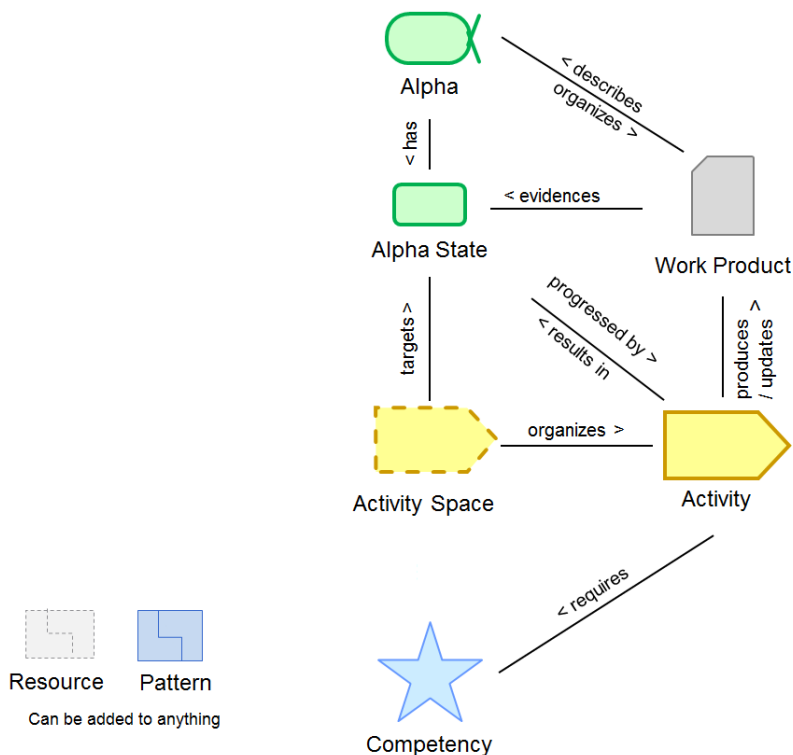 Alpha
< describes
organizes >
< has
Alpha State
< evidences
Work Product
targets >
progressed by >
< results in
produces >
/ updates
Activity Space
organizes >
Activity
< requires
Resource
Pattern
Can be added to anything
Competency